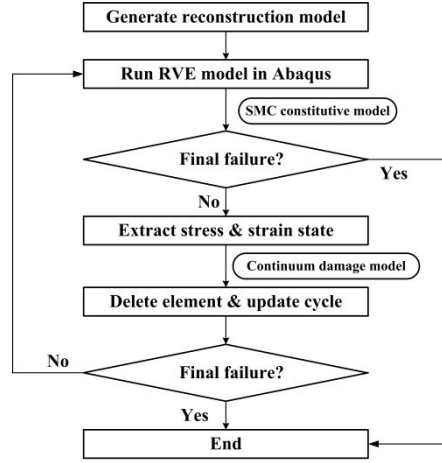 Generate reconstruction model
Run RVE model in Abaqus
SMC constitutive model
Final failure?
Yes
No
Extract stress & strain state
Continuum damage model
Delete element & update cycle
No
Final failure?
Yes
End